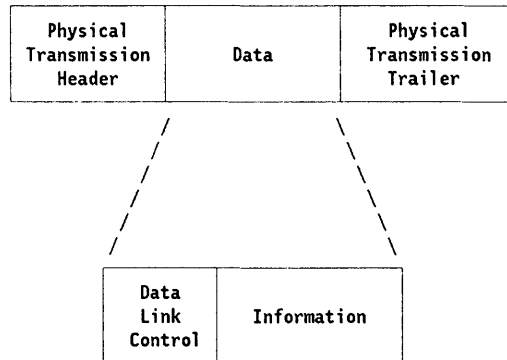 Physical
Transmission
Header
Data
Physical
Transmission
Trailer
Data
Link
Control
Information